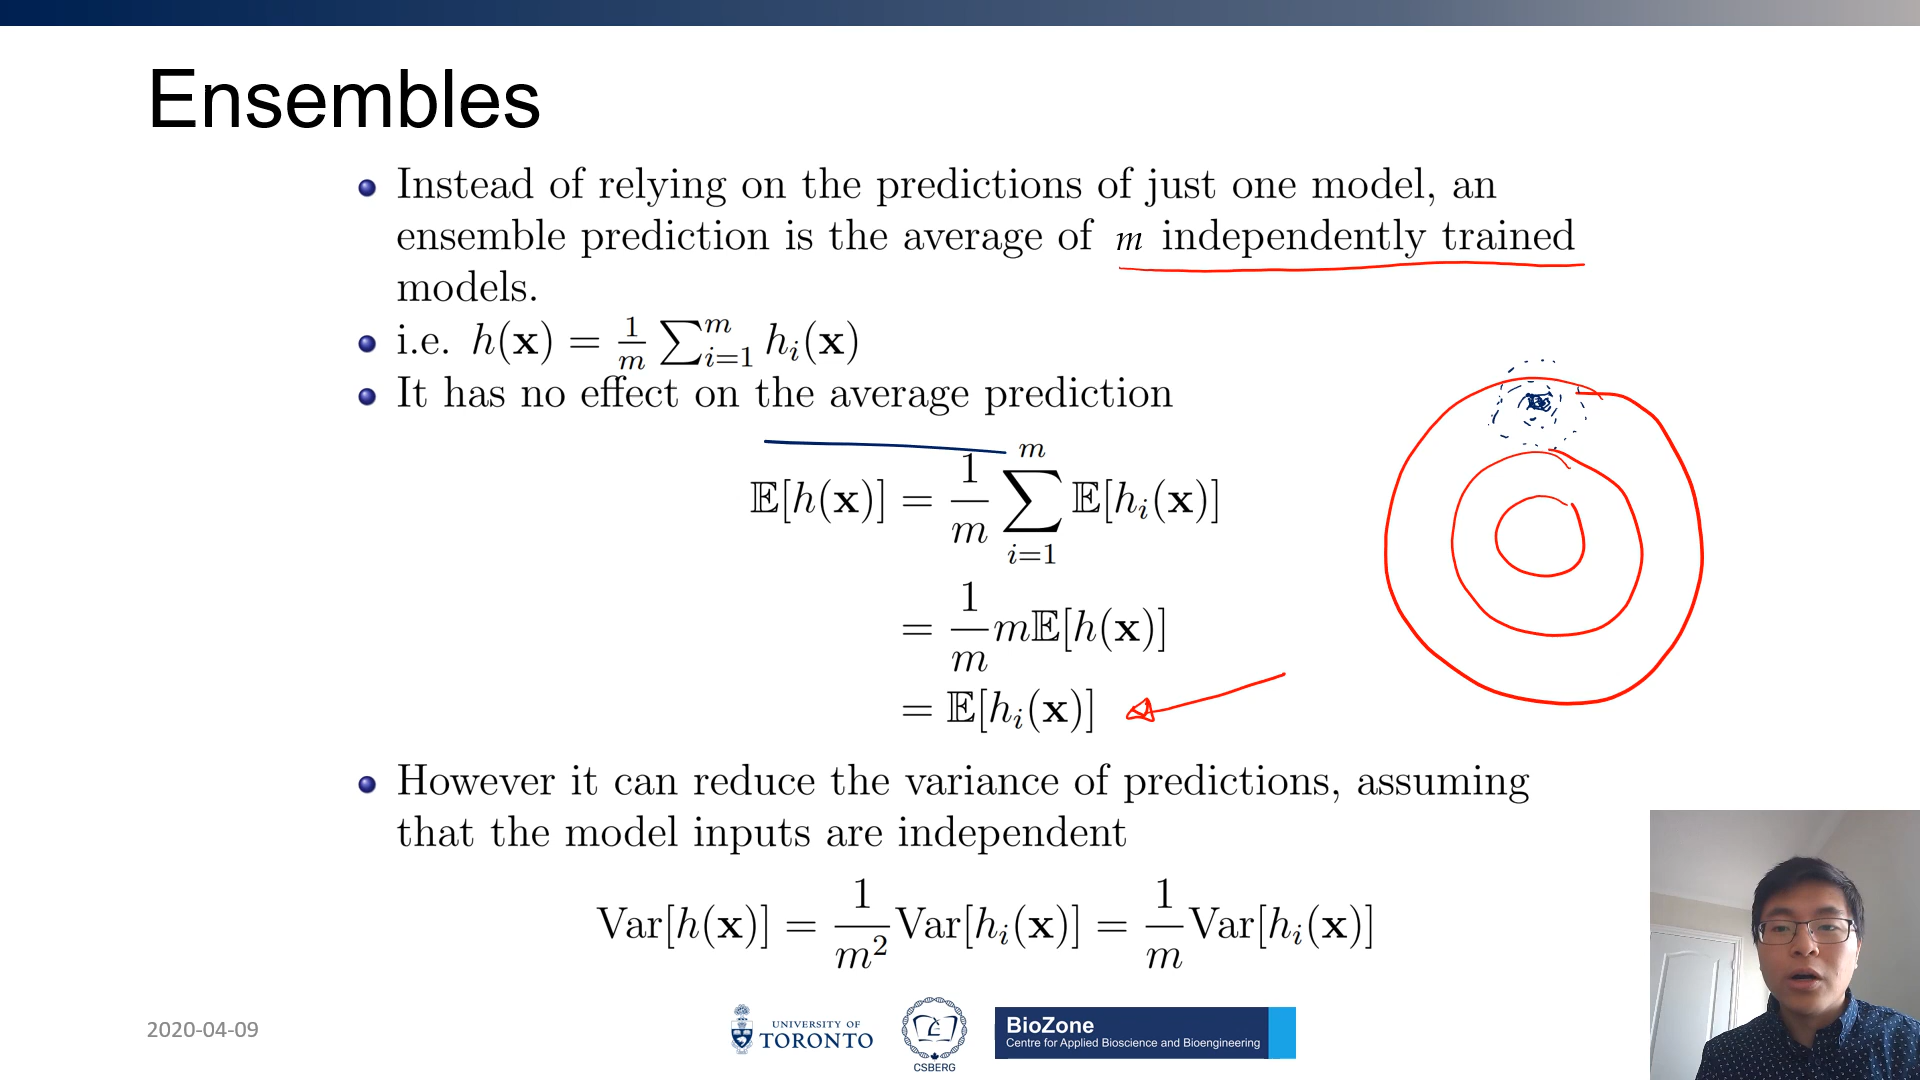 Ensembles
Instead of relying on the predictions of just one model, an
ensemble prediction is the average of m independently trained
models.
i.e. h(x) = 1/m ∑_{i=1}^{m} h_i(x)
It has no effect on the average prediction
𝔼[h(x)] = 1/m ∑_{i=1}^{m} 𝔼[h_i(x)]
= 1/m m𝔼[h(x)]
= 𝔼[h_i(x)]
However it can reduce the variance of predictions, assuming
that the model inputs are independent
Var[h(x)] = 1/m² Var[h_i(x)] = 1/m Var[h_i(x)]
2020-04-09
UNIVERSITY OF
TORONTO
CSBERG
BioZone
Centre for Applied Bioscience and Bioengineering